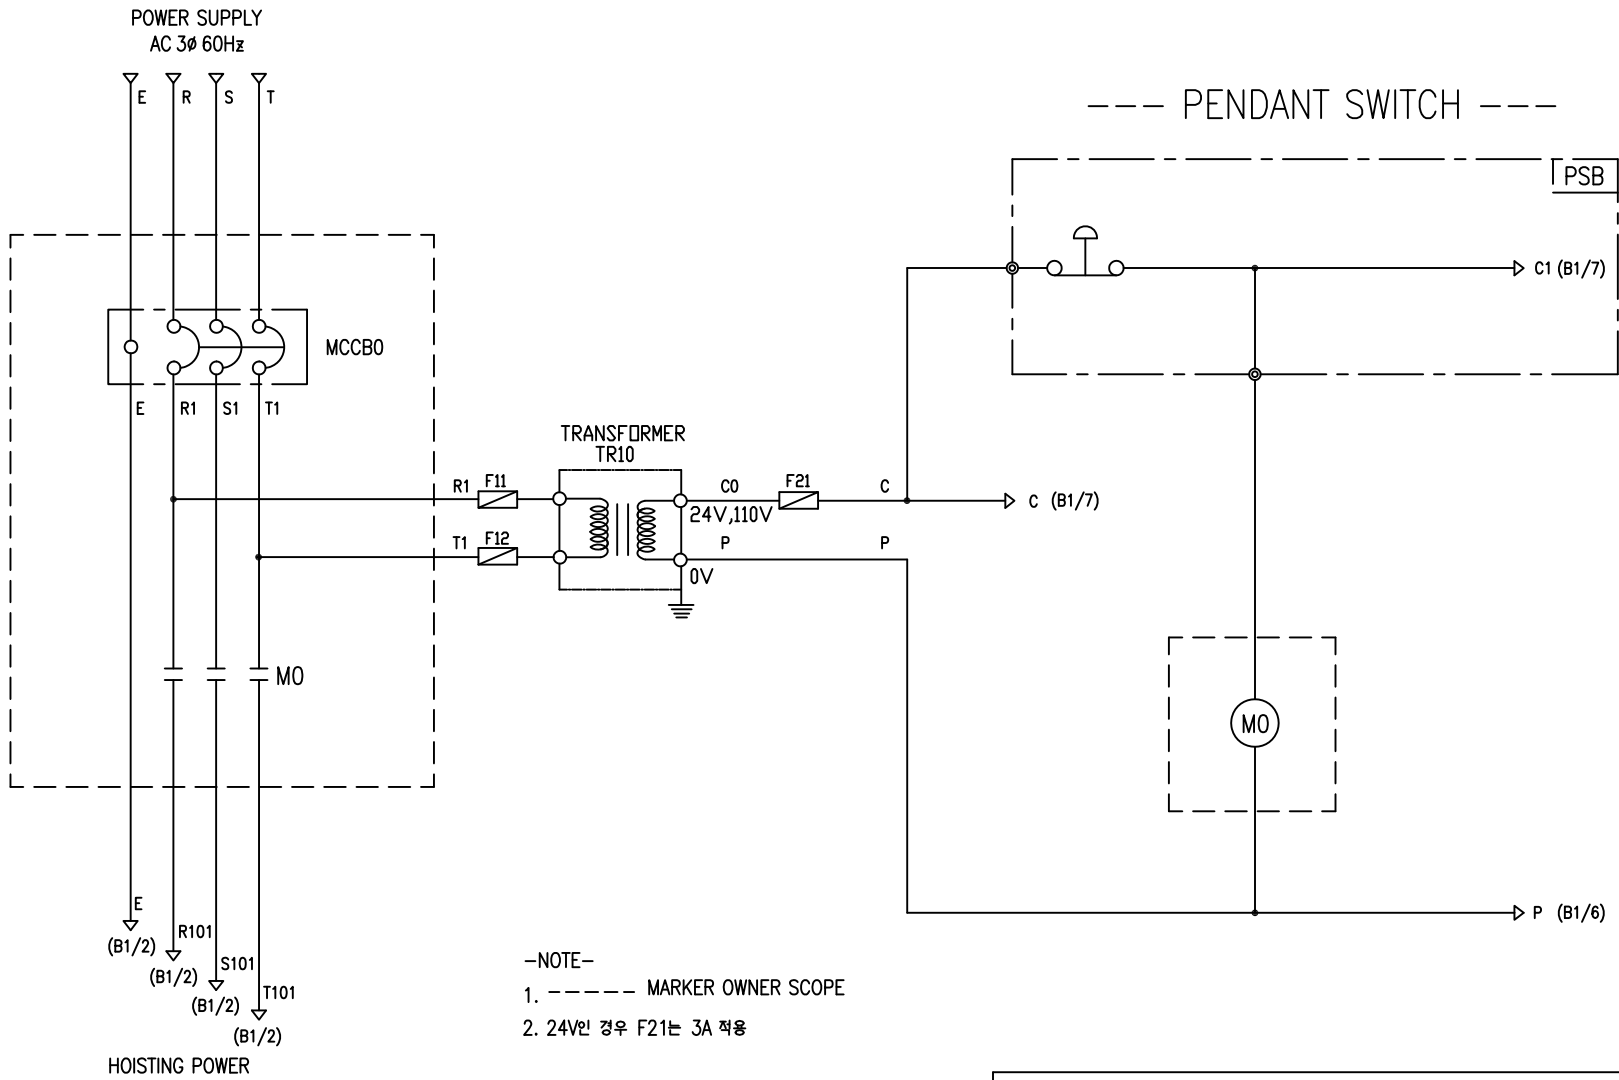 POWER SUPPLY
AC 3ø 60Hz
E R S T
--- PENDANT SWITCH ---
PSB
C1 (B1/7)
MCCB0
E R1 S1 T1
TRANSFORMER
TR10
R1 F11
C0 F21 C
C (B1/7)
24V,110V
T1 F12
P P
0V
M0
M0
E
(B1/2)
R101
(B1/2)
S101
(B1/2)
T101
(B1/2)
P (B1/6)
HOISTING POWER
-NOTE-
1. ------ MARKER OWNER SCOPE
2. 24V인 경우 F21는 3A 적용